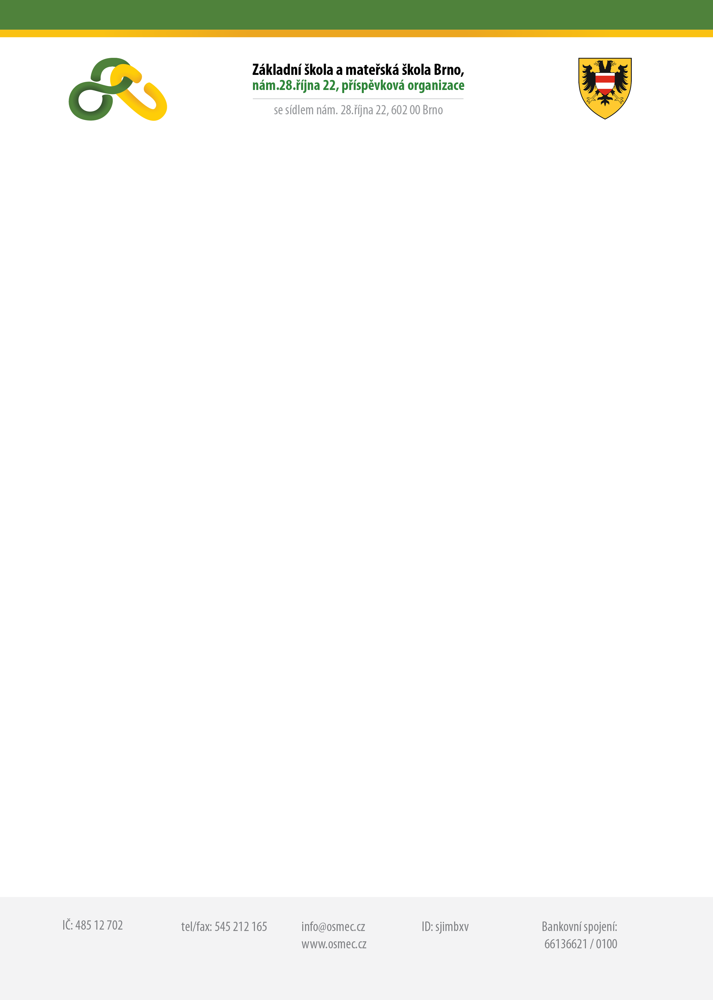 Základní škola a mateřská škola Brno,
nám.28.října 22, příspěvková organizace
se sídlem nám. 28.října 22, 602 00 Brno
IČ: 485 12 702
tel/fax: 545 212 165
info@osmec.cz
www.osmec.cz
ID: sjimbxv
Bankovní spojení:
66136621 / 0100